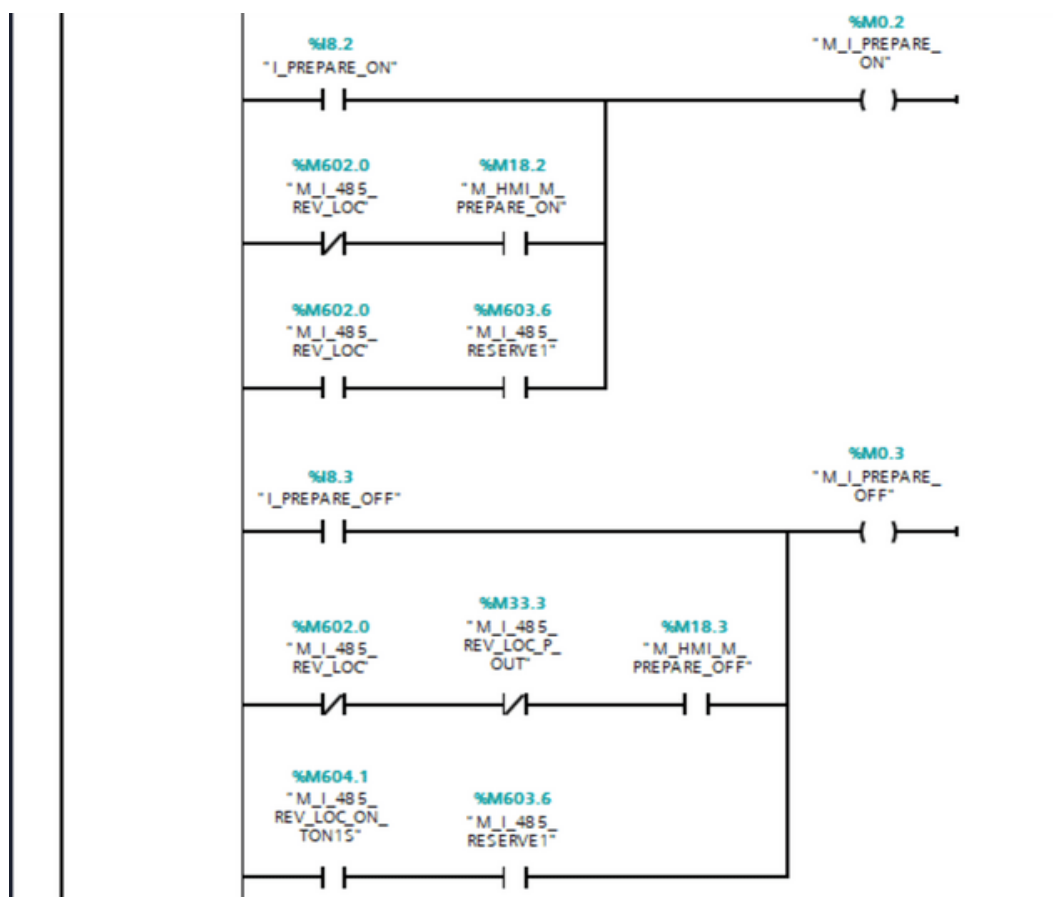 %M0.2
"M_I_PREPARE_
ON"
%I8.2
"I_PREPARE_ON"
%M602.0
"M_I_485_
REV_LOC"
%M18.2
"M_HMI_M_
PREPARE_ON"
%M602.0
"M_I_485_
REV_LOC"
%M603.6
"M_I_485_
RESERVE1"
%M0.3
"M_I_PREPARE_
OFF"
%I8.3
"I_PREPARE_OFF"
%M602.0
"M_I_485_
REV_LOC"
%M33.3
"M_I_485_
REV_LOC_P_
OUT"
%M18.3
"M_HMI_M_
PREPARE_OFF"
%M604.1
"M_I_485_
REV_LOC_ON_
TON1S"
%M603.6
"M_I_485_
RESERVE1"